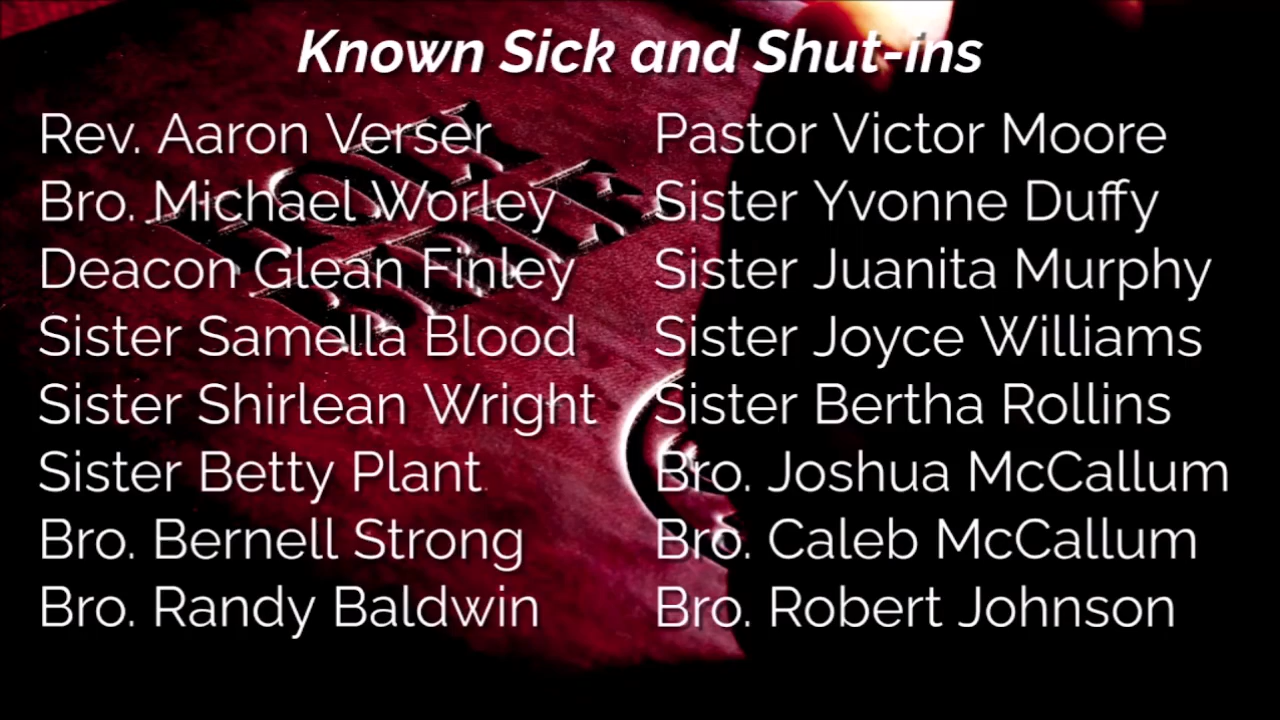 Known Sick and Shut-ins
Rev. Aaron Verser
Bro. Michael Worley
Deacon Glean Finley
Sister Samella Blood
Sister Shirlean Wright
Sister Betty Plant
Bro. Bernell Strong
Bro. Randy Baldwin
Pastor Victor Moore
Sister Yvonne Duffy
Sister Juanita Murphy
Sister Joyce Williams
Sister Bertha Rollins
Bro. Joshua McCallum
Bro. Caleb McCallum
Bro. Robert Johnson
HOLY
BIBLE